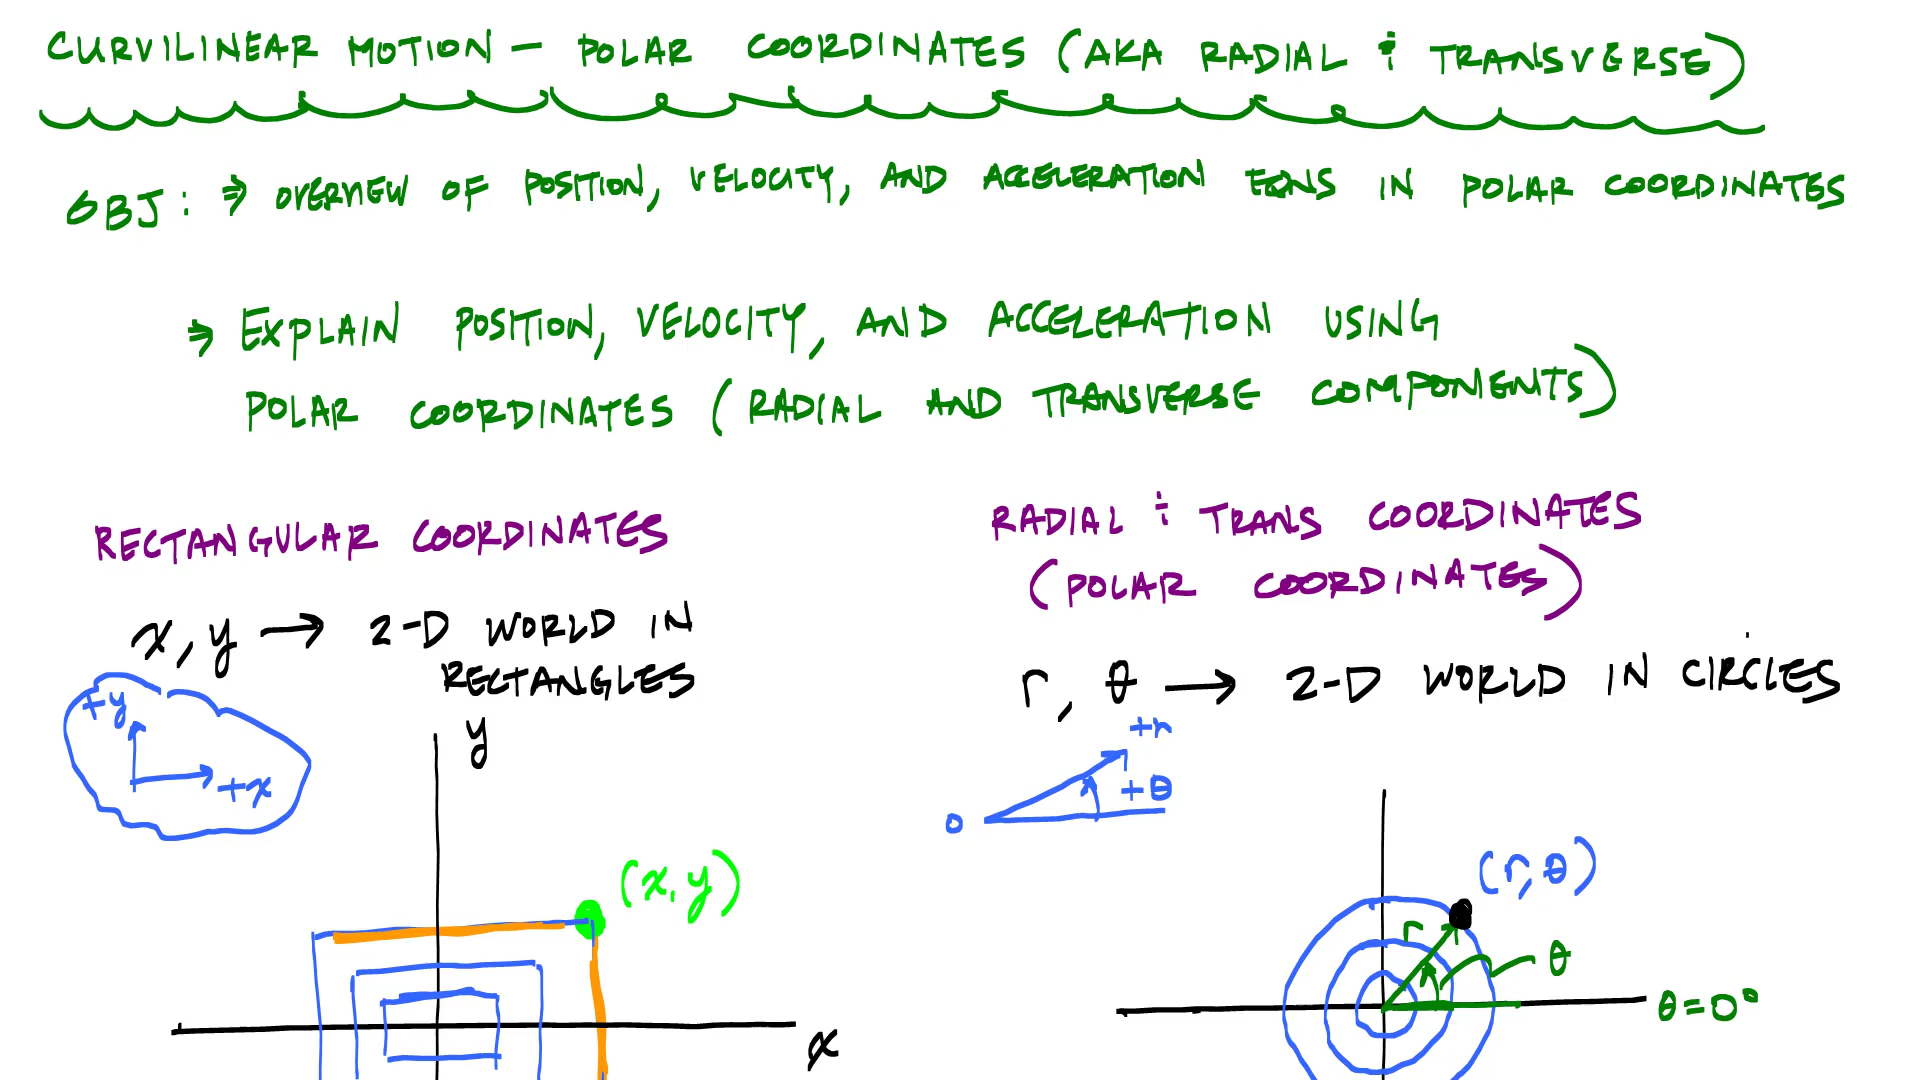 CURVILINEAR MOTION - POLAR COORDINATES (AKA RADIAL & TRANSVERSE)
OBJ: ⇒ OVERVIEW OF POSITION, VELOCITY, AND ACCELERATION EQNS IN POLAR COORDINATES
⇒ EXPLAIN POSITION, VELOCITY, AND ACCELERATION USING
POLAR COORDINATES (RADIAL AND TRANSVERSE COMPONENTS)
RECTANGULAR COORDINATES
x, y → 2-D WORLD IN
RECTANGLES
+y
+x
y
(x, y)
x
RADIAL & TRANS COORDINATES
(POLAR COORDINATES)
r, θ → 2-D WORLD IN CIRCLES
+r
+θ
0
(r, θ)
r
θ
θ = 0°